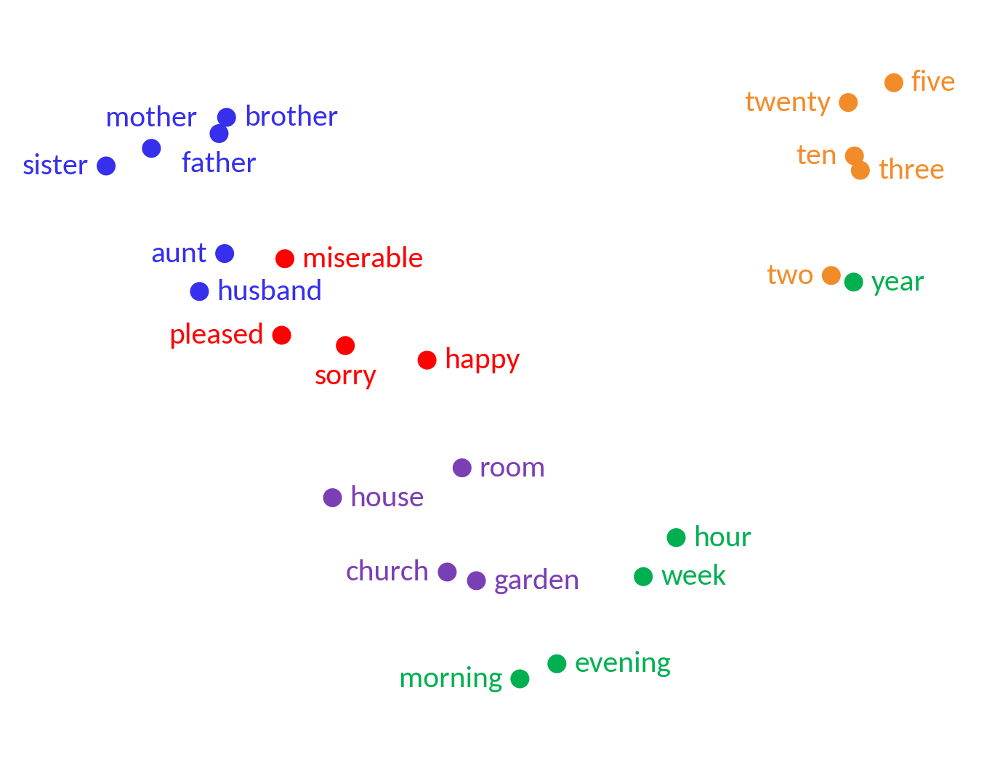 five
twenty
mother
brother
ten
sister
father
three
aunt
miserable
two
year
husband
pleased
happy
sorry
room
house
hour
church
week
garden
evening
morning